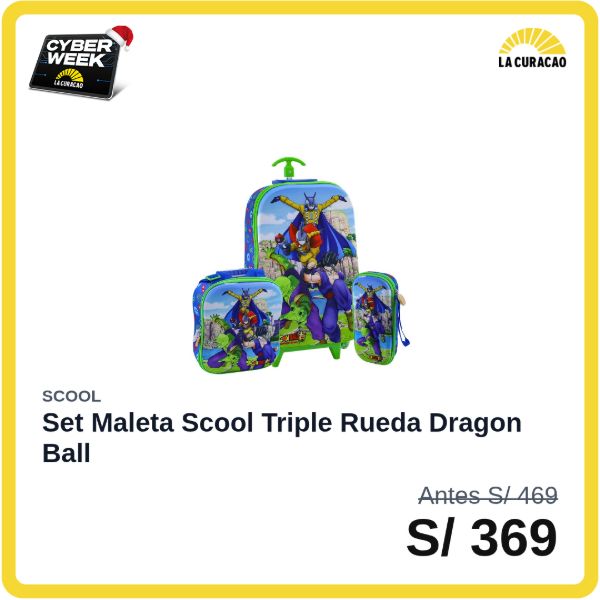 CYBER
WEEK
LA CURACAO
LA CURACAO
SCOOL
Set Maleta Scool Triple Rueda Dragon
Ball
Antes S/ 469
S/ 369